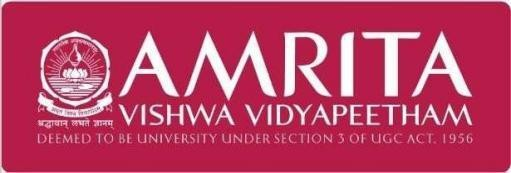 AMRITA
VISHWA VIDYAPEETHAM
श्रद्धावान् लभते ज्ञानम्
DEEMED TO BE UNIVERSITY UNDER SECTION 3 OF UGC ACT, 1956